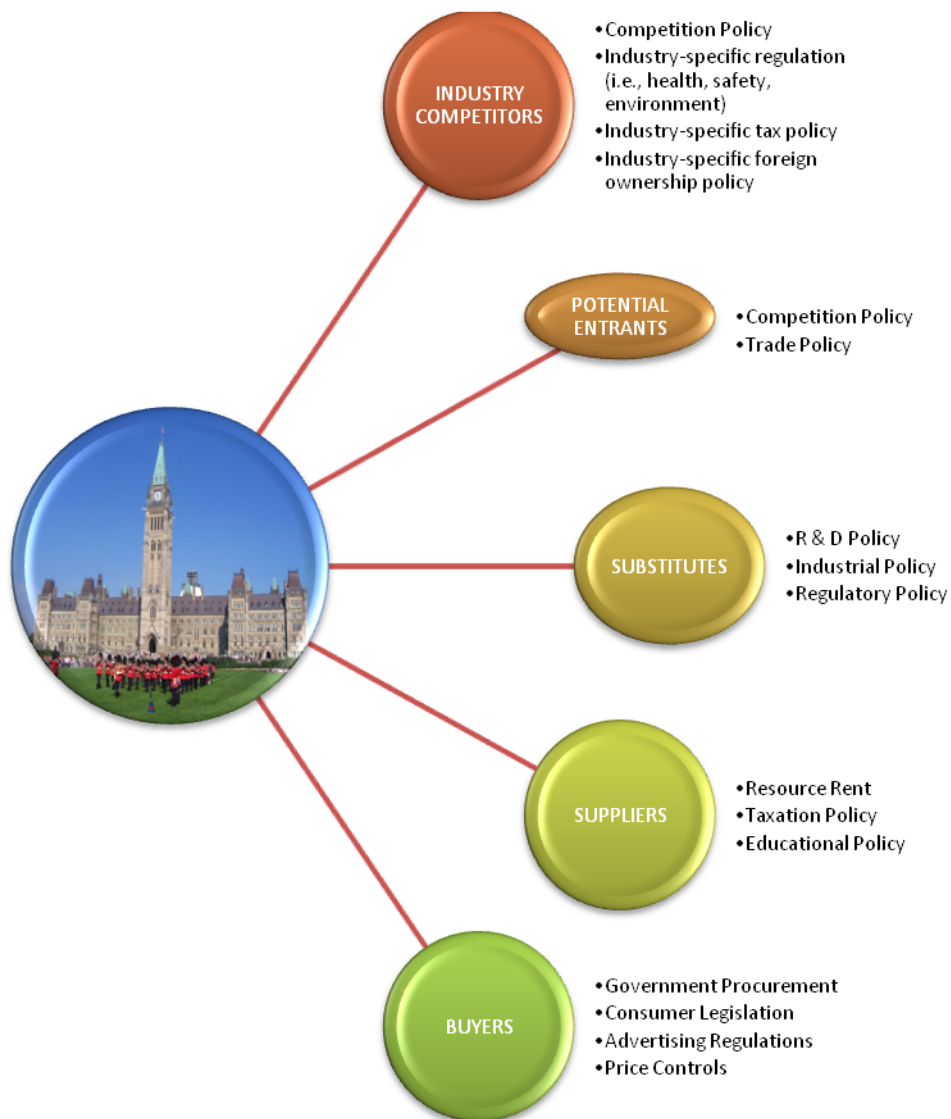 INDUSTRY
COMPETITORS
•Competition Policy
•Industry-specific regulation
(i.e., health, safety,
environment)
•Industry-specific tax policy
•Industry-specific foreign
ownership policy
POTENTIAL
ENTRANTS
•Competition Policy
•Trade Policy
SUBSTITUTES
•R & D Policy
•Industrial Policy
•Regulatory Policy
SUPPLIERS
•Resource Rent
•Taxation Policy
•Educational Policy
BUYERS
•Government Procurement
•Consumer Legislation
•Advertising Regulations
•Price Controls